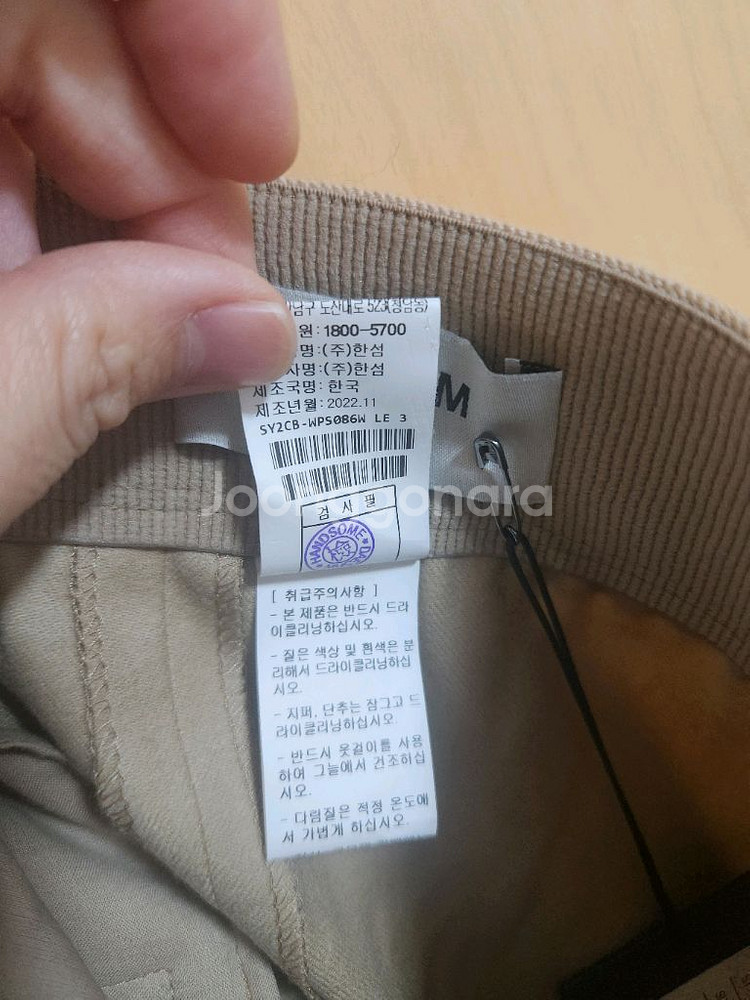 남구 노산대로 523(청담동)
원: 1800-5700
명: (주)한섬
사명: (주)한섬
제조국명: 한국
제조년월: 2022.11
SY2CB-WPS086W LE 3
M
Joongonara
검 사 필
HANDSOME
[ 취급주의사항 ]
- 본 제품은 반드시 드라
이클리닝하십시오.
- 짙은 색상 및 흰색은 분
리해서 드라이클리닝하십
시오.
- 지퍼, 단추는 잠그고 드
라이클리닝하십시오
- 반드시 옷걸이를 사용
하여 그늘에서 건조하십
시오.
- 다림질은 적정 온도에
서 가볍게 하십시오.